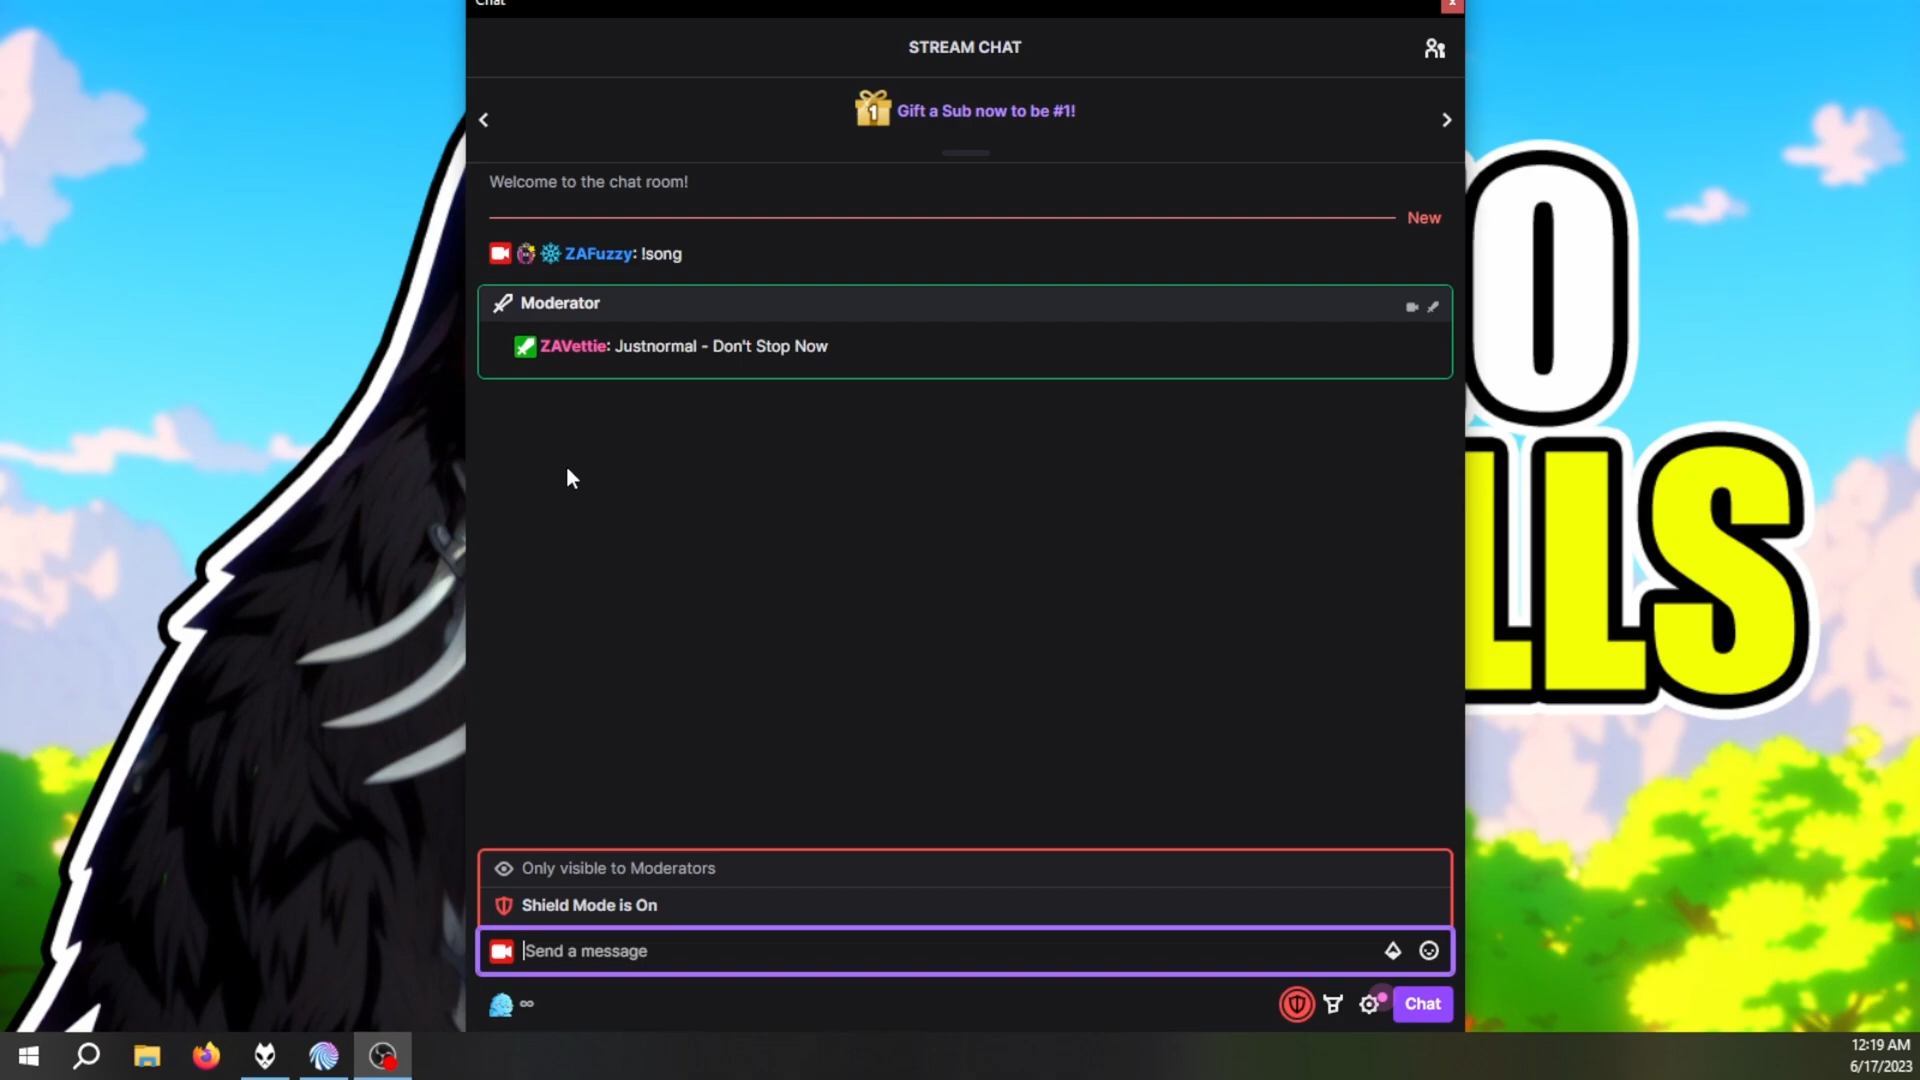 Chat
STREAM CHAT
1 Gift a Sub now to be #1!
Welcome to the chat room!
New
ZAFuzzy: !song
Moderator
ZAVettie: Justnormal - Don't Stop Now
O
LLS
Only visible to Moderators
Shield Mode is On
Send a message
∞
Chat
12:19 AM
6/17/2023